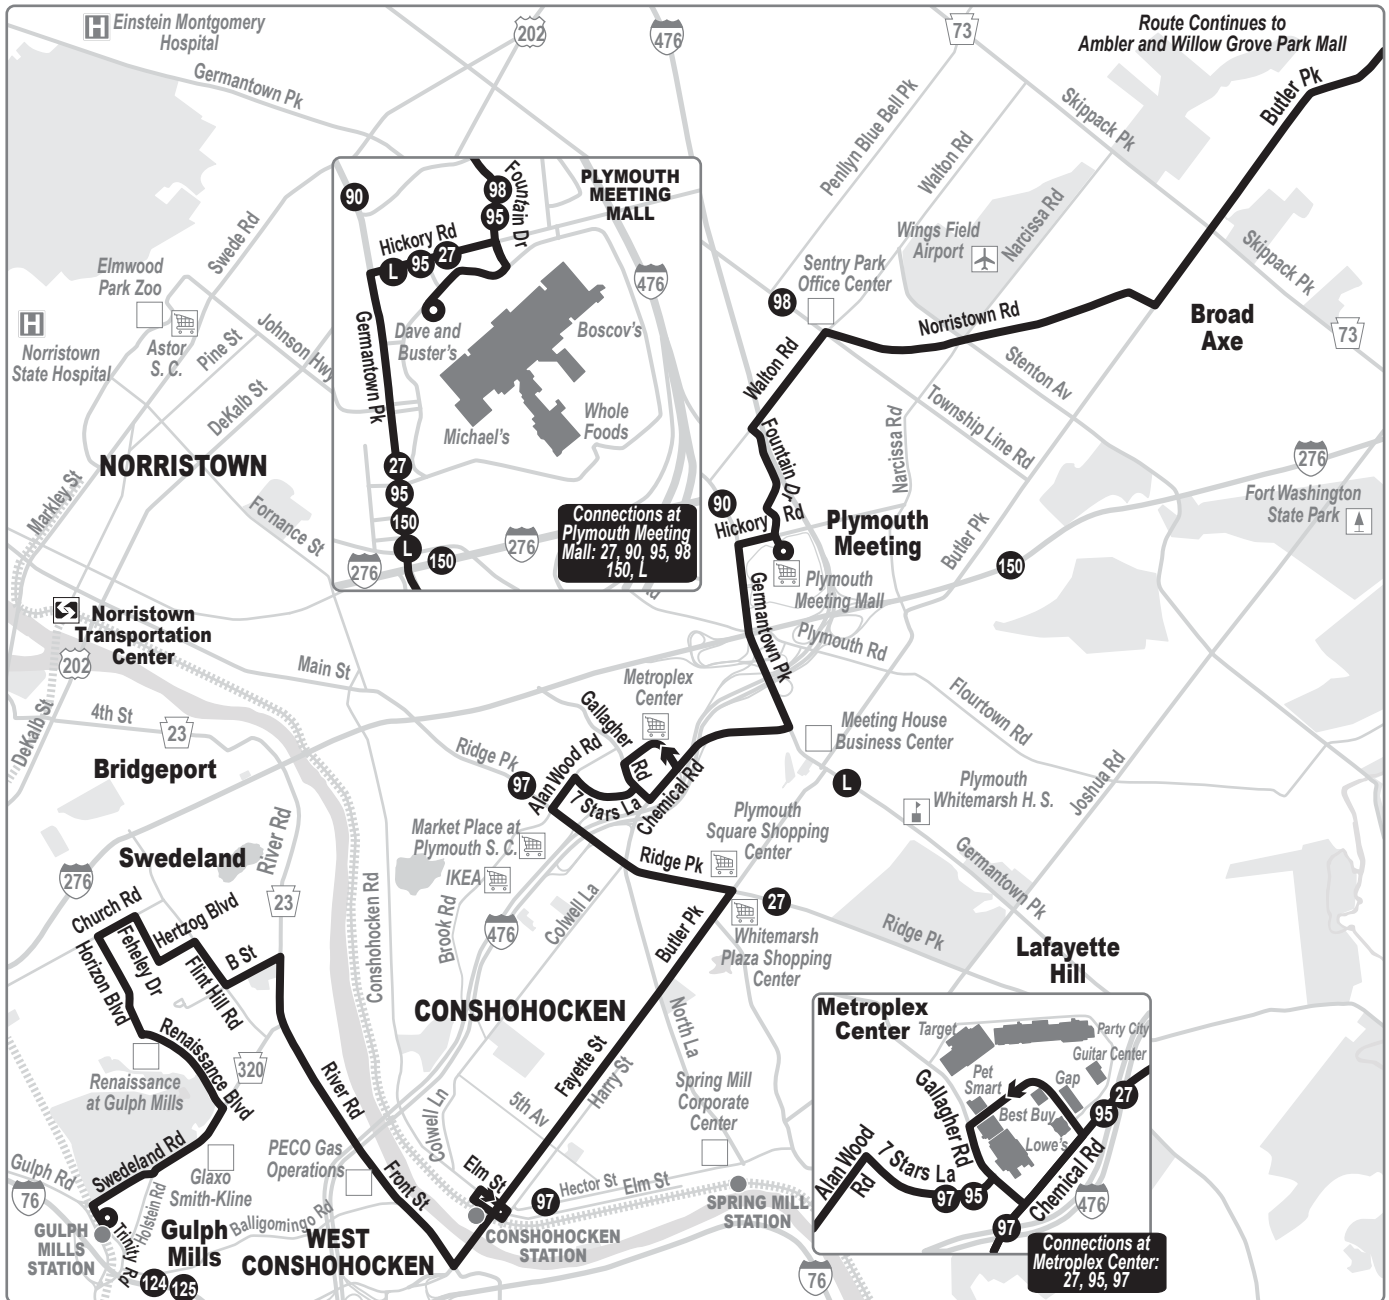 Einstein Montgomery
Hospital
H
Germantown Pk
202
476
73
Route Continues to
Ambler and Willow Grove Park Mall
Butler Pk
Skippack Pk
Penllyn Blue Bell Pk
Walton Rd
Narcissa Rd
Wings Field
Airport
Skippack Pk
73
Broad
Axe
Sentry Park
Office Center
98
Norristown Rd
Walton Rd
Stenton Av
Township Line Rd
Narcissa Rd
276
Fort Washington
State Park
Swede Rd
Elmwood
Park Zoo
H
Norristown
State Hospital
Astor
S. C.
Pine St
Johnson Hwy
DeKalb St
NORRISTOWN
Markley St
Fornance St
90
PLYMOUTH
MEETING
MALL
98
95
Fountain Dr
Hickory Rd
L
95
27
476
Germantown Pk
Dave and
Buster's
Boscov's
Michael's
Whole
Foods
27
95
150
L
150
276
276
Connections at
Plymouth Meeting
Mall: 27, 90, 95, 98
150, L
Fountain Dr
90
Hickory Rd
Plymouth
Meeting
Butler Pk
150
Plymouth
Meeting Mall
Germantown Pk
Plymouth Rd
Norristown
Transportation
Center
202
Main St
DeKalb St
4th St
23
Bridgeport
Metroplex
Center
Gallagher
Rd
Flourtown Rd
Meeting House
Business Center
Ridge Pk
97
Alan Wood Rd
7 Stars La
Chemical Rd
L
Plymouth
Whitemarsh H. S.
Joshua Rd
Plymouth
Square Shopping
Center
Market Place at
Plymouth S. C.
IKEA
Ridge Pk
Germantown Pk
27
Whitemarsh
Plaza Shopping
Center
Ridge Pk
Lafayette
Hill
River Rd
Swedeland
276
Church Rd
23
Hertzog Blvd
Feheley Dr
Horizon Blvd
Flint Hill Rd
B St
Conshohocken Rd
Brook Rd
476
Colwell La
Butler Pk
CONSHOHOCKEN
North La
Renaissance
Blvd
320
Renaissance
at Gulph Mills
River Rd
Fayette St
Harry St
5th Av
Colwell Ln
Spring Mill
Corporate
Center
Swedeland Rd
Glaxo
Smith-Kline
PECO Gas
Operations
Front St
Elm St
97
Hector St
Elm St
Gulph Rd
76
Holstein Rd
Balligomingo Rd
GULPH
MILLS
STATION
Trinity Rd
Gulph
Mills
124
125
WEST
CONSHOHOCKEN
CONSHOHOCKEN
STATION
SPRING MILL
STATION
76
Metroplex
Center
Target
Party City
Guitar Center
Pet
Smart
Gap
Best Buy
Lowe's
Gallagher Rd
27
95
Alan Wood
Rd
7 Stars La
97
95
Chemical Rd
97
476
Connections at
Metroplex Center:
27, 95, 97